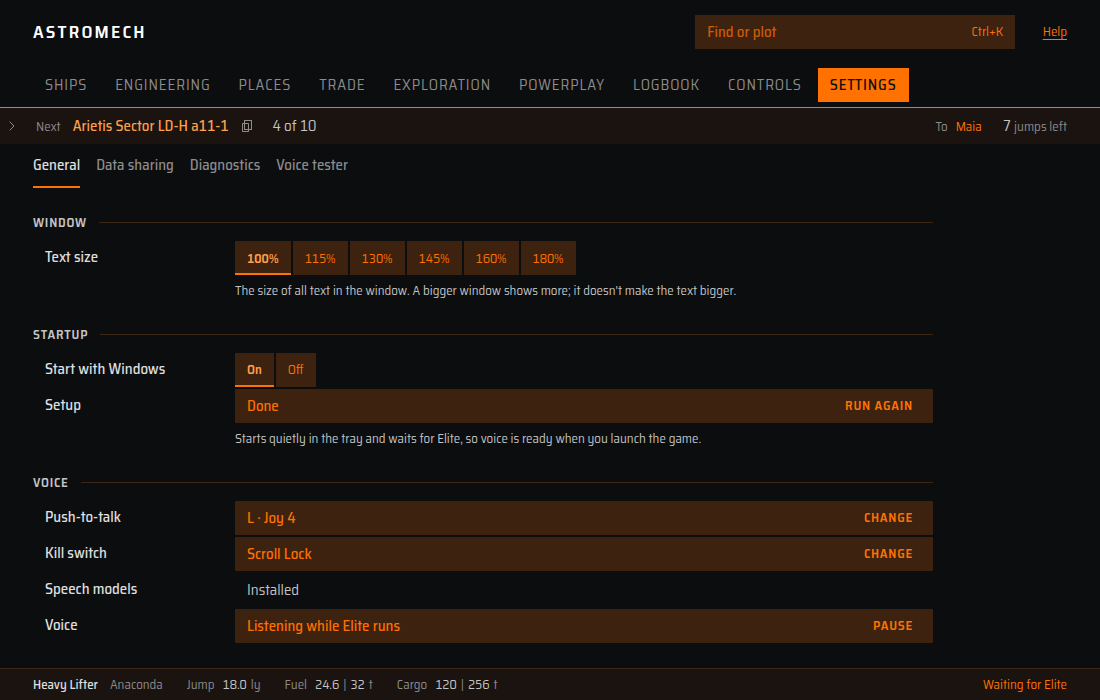 ASTROMECH
Find or plot Ctrl+K Help
SHIPS ENGINEERING PLACES TRADE EXPLORATION POWERPLAY LOGBOOK CONTROLS SETTINGS
Next Arietis Sector LD-H a11-1 4 of 10 To Maia 7 jumps left
General Data sharing Diagnostics Voice tester
WINDOW
Text size 100% 115% 130% 145% 160% 180%
The size of all text in the window. A bigger window shows more; it doesn't make the text bigger.
STARTUP
Start with Windows On Off
Setup Done RUN AGAIN
Starts quietly in the tray and waits for Elite, so voice is ready when you launch the game.
VOICE
Push-to-talk L · Joy 4 CHANGE
Kill switch Scroll Lock CHANGE
Speech models Installed
Voice Listening while Elite runs PAUSE
Heavy Lifter Anaconda Jump 18.0 ly Fuel 24.6 | 32 t Cargo 120 | 256 t Waiting for Elite